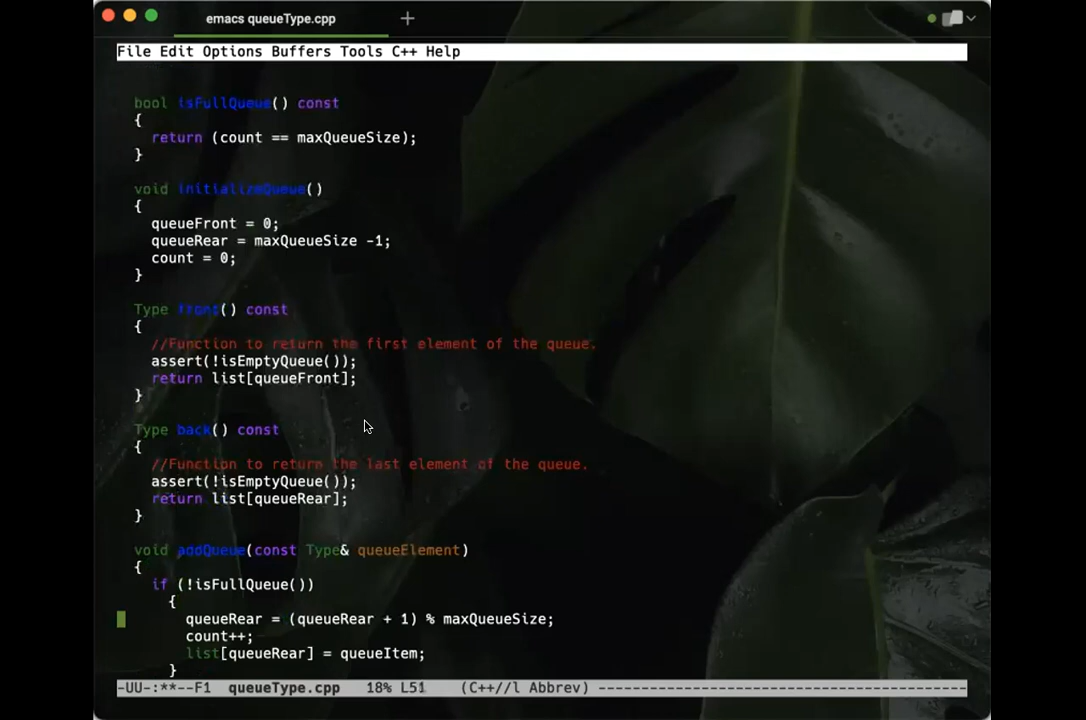 emacs queueType.cpp
File Edit Options Buffers Tools C++ Help
bool isFullQueue() const
{
return (count == maxQueueSize);
}
void initializeQueue()
{
queueFront = 0;
queueRear = maxQueueSize -1;
count = 0;
}
Type front() const
{
//Function to return the first element of the queue.
assert(!isEmptyQueue());
return list[queueFront];
}
Type back() const
{
//Function to return the last element of the queue.
assert(!isEmptyQueue());
return list[queueRear];
}
void addQueue(const Type& queueElement)
{
if (!isFullQueue())
{
queueRear = (queueRear + 1) % maxQueueSize;
count++;
list[queueRear] = queueItem;
}
-UU-:**--F1 queueType.cpp 18% L51 (C++//l Abbrev) -------------------------------------------